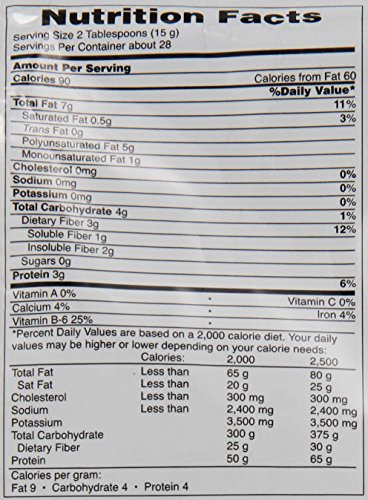 Nutrition Facts
Serving Size 2 Tablespoons (15 g)
Servings Per Container about 28
Amount Per Serving
Calories 90 Calories from Fat 60
%Daily Value*
Total Fat 7g 11%
Saturated Fat 0.5g 3%
Trans Fat 0g
Polyunsaturated Fat 5g
Monounsaturated Fat 1g
Cholesterol 0mg 0%
Sodium 0mg 0%
Potassium 0mg 0%
Total Carbohydrate 4g 1%
Dietary Fiber 3g 12%
Soluble Fiber 1g
Insoluble Fiber 2g
Sugars 0g
Protein 3g 6%
Vitamin A 0% • Vitamin C 0%
Calcium 4% • Iron 4%
Vitamin B-6 25%
*Percent Daily Values are based on a 2,000 calorie diet. Your daily
values may be higher or lower depending on your calorie needs:
Calories: 2,000 2,500
Total Fat Less than 65 g 80 g
Sat Fat Less than 20 g 25 g
Cholesterol Less than 300 mg 300 mg
Sodium Less than 2,400 mg 2,400 mg
Potassium 3,500 mg 3,500 mg
Total Carbohydrate 300 g 375 g
Dietary Fiber 25 g 30 g
Protein 50 g 65 g
Calories per gram:
Fat 9 • Carbohydrate 4 • Protein 4